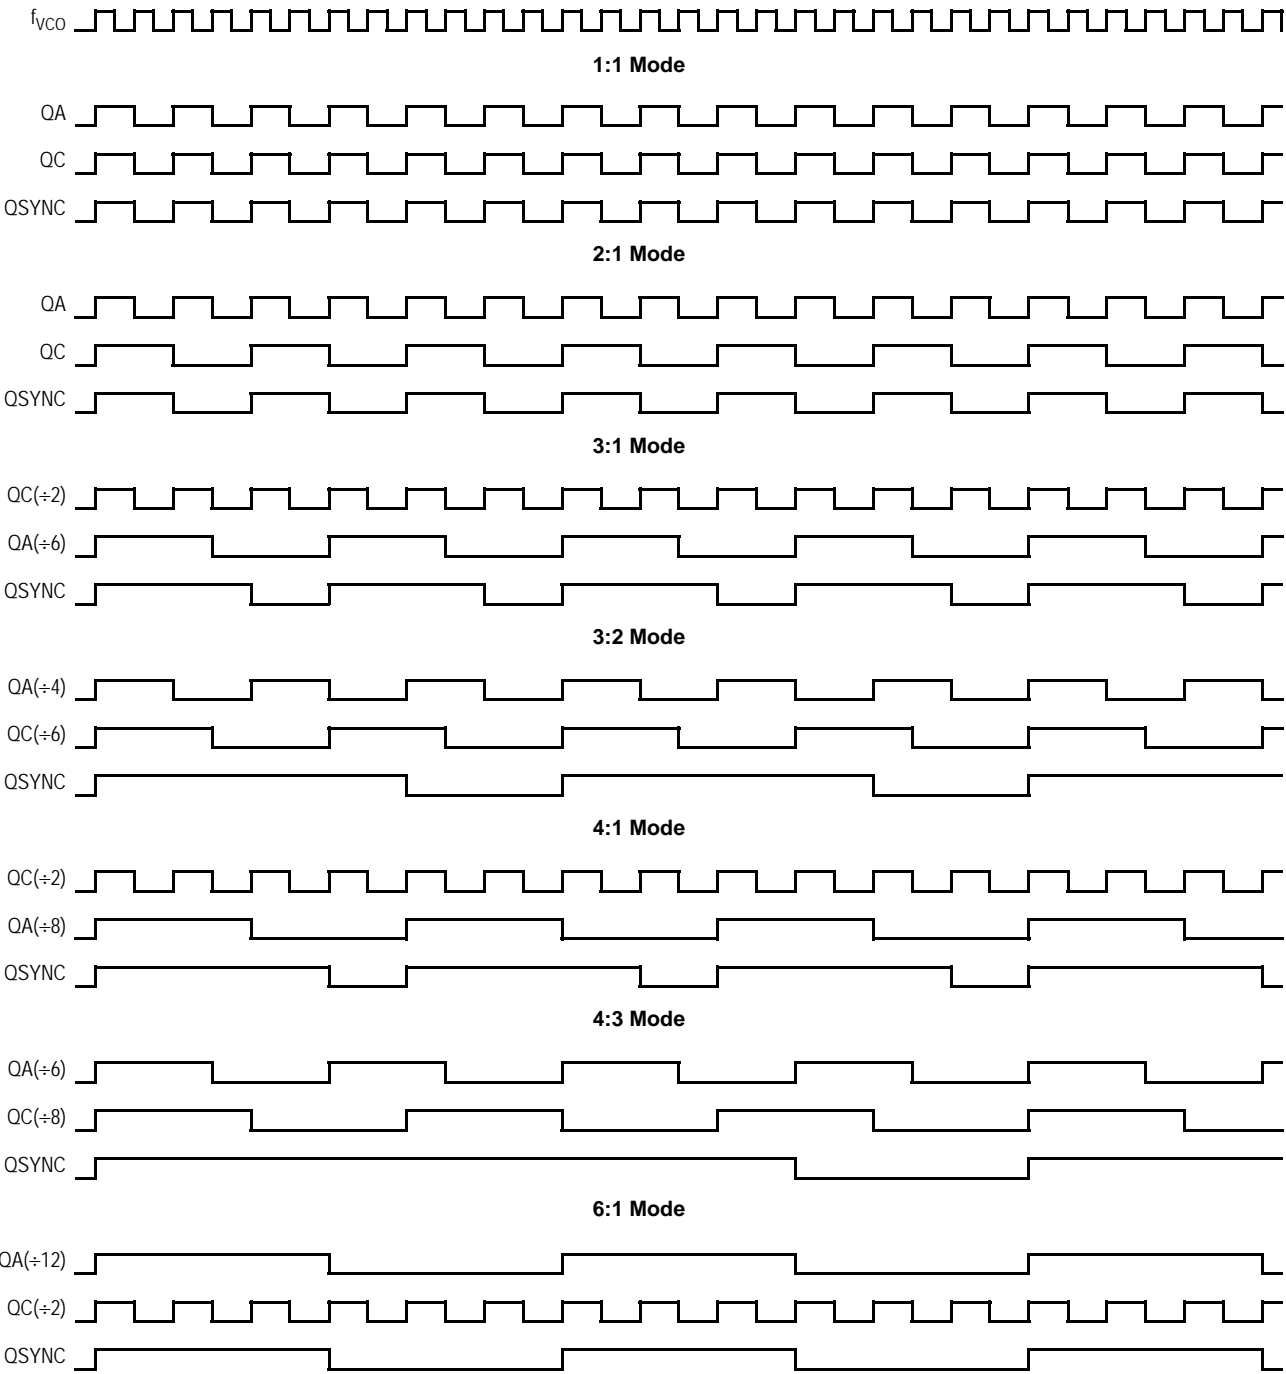 fVCO
1:1 Mode
QA
QC
QSYNC
2:1 Mode
QA
QC
QSYNC
3:1 Mode
QC(÷2)
QA(÷6)
QSYNC
3:2 Mode
QA(÷4)
QC(÷6)
QSYNC
4:1 Mode
QC(÷2)
QA(÷8)
QSYNC
4:3 Mode
QA(÷6)
QC(÷8)
QSYNC
6:1 Mode
QA(÷12)
QC(÷2)
QSYNC